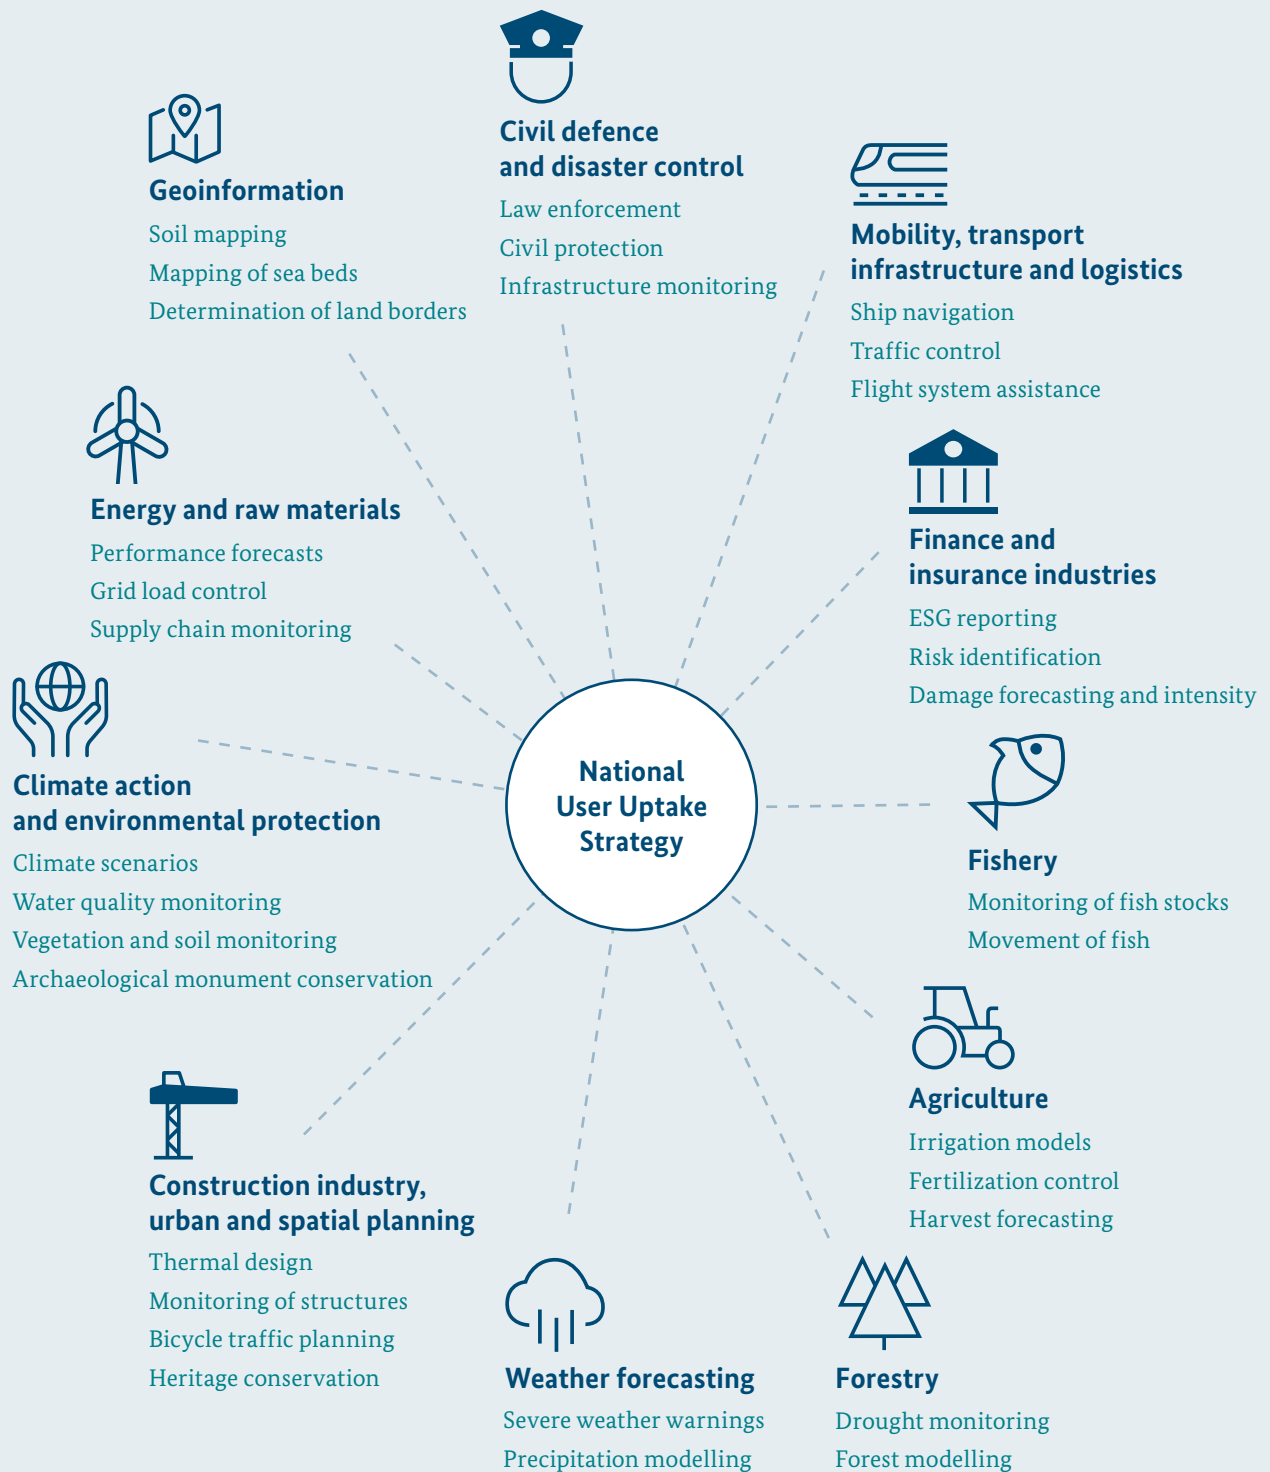 Civil defence
and disaster control
Law enforcement
Civil protection
Infrastructure monitoring
Geoinformation
Soil mapping
Mapping of sea beds
Determination of land borders
Mobility, transport
infrastructure and logistics
Ship navigation
Traffic control
Flight system assistance
Energy and raw materials
Performance forecasts
Grid load control
Supply chain monitoring
Finance and
insurance industries
ESG reporting
Risk identification
Damage forecasting and intensity
Climate action
and environmental protection
Climate scenarios
Water quality monitoring
Vegetation and soil monitoring
Archaeological monument conservation
National
User Uptake
Strategy
Fishery
Monitoring of fish stocks
Movement of fish
Agriculture
Irrigation models
Fertilization control
Harvest forecasting
Construction industry,
urban and spatial planning
Thermal design
Monitoring of structures
Bicycle traffic planning
Heritage conservation
Weather forecasting
Severe weather warnings
Precipitation modelling
Forestry
Drought monitoring
Forest modelling